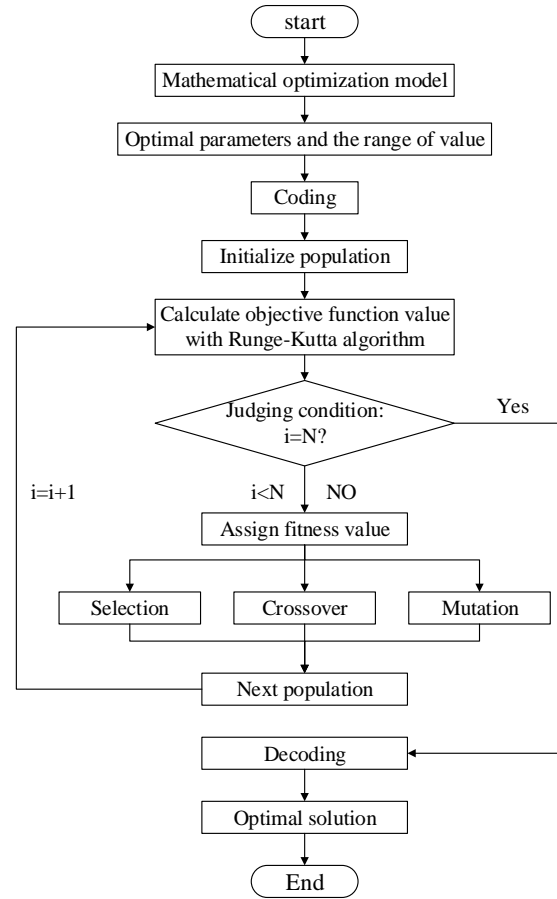 start
Mathematical optimization model
Optimal parameters and the range of value
Coding
Initialize population
Calculate objective function value
with Runge-Kutta algorithm
Judging condition:
i=N?
Yes
i=i+1
i<N
NO
Assign fitness value
Selection
Crossover
Mutation
Next population
Decoding
Optimal solution
End